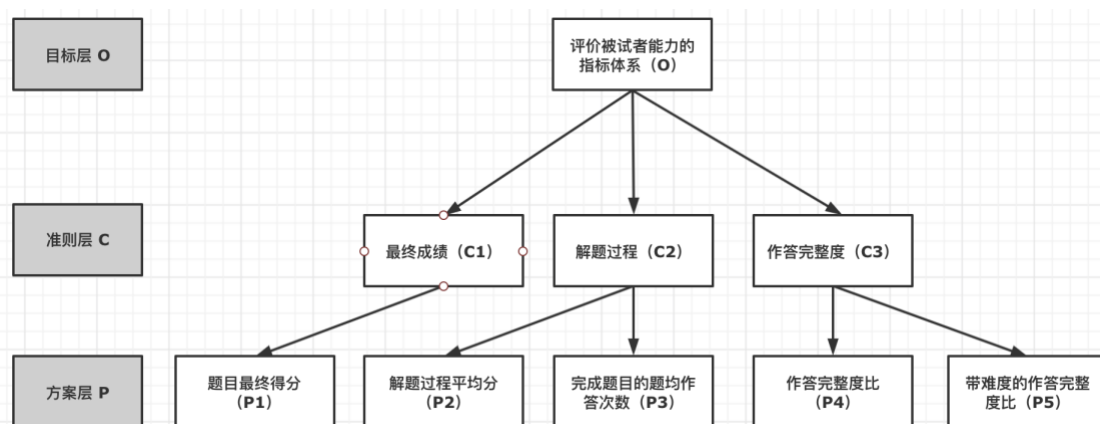 目标层 O
评价被试者能力的
指标体系（O）
准则层 C
最终成绩（C1）
解题过程（C2）
作答完整度（C3）
方案层 P
题目最终得分
（P1）
解题过程平均分
（P2）
完成题目的题均作
答次数（P3）
作答完整度比
（P4）
带难度的作答完整
度比（P5）